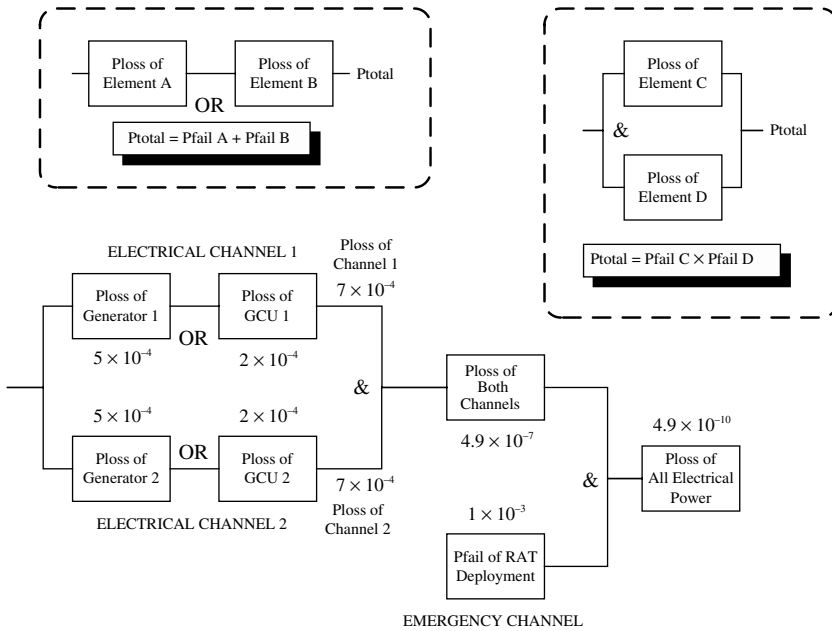 Ploss of
Element A
OR
Ploss of
Element B
Ptotal
Ptotal = Pfail A + Pfail B
Ploss of
Element C
&
Ptotal
Ploss of
Element D
Ptotal = Pfail C × Pfail D
ELECTRICAL CHANNEL 1
Ploss of
Channel 1
7 × 10⁻⁴
Ploss of
Generator 1
OR
Ploss of
GCU 1
5 × 10⁻⁴
2 × 10⁻⁴
&
5 × 10⁻⁴
2 × 10⁻⁴
Ploss of
Generator 2
OR
Ploss of
GCU 2
7 × 10⁻⁴
Ploss of
Channel 2
ELECTRICAL CHANNEL 2
Ploss of
Both
Channels
4.9 × 10⁻⁷
&
4.9 × 10⁻¹⁰
Ploss of
All Electrical
Power
1 × 10⁻³
Pfail of RAT
Deployment
EMERGENCY CHANNEL